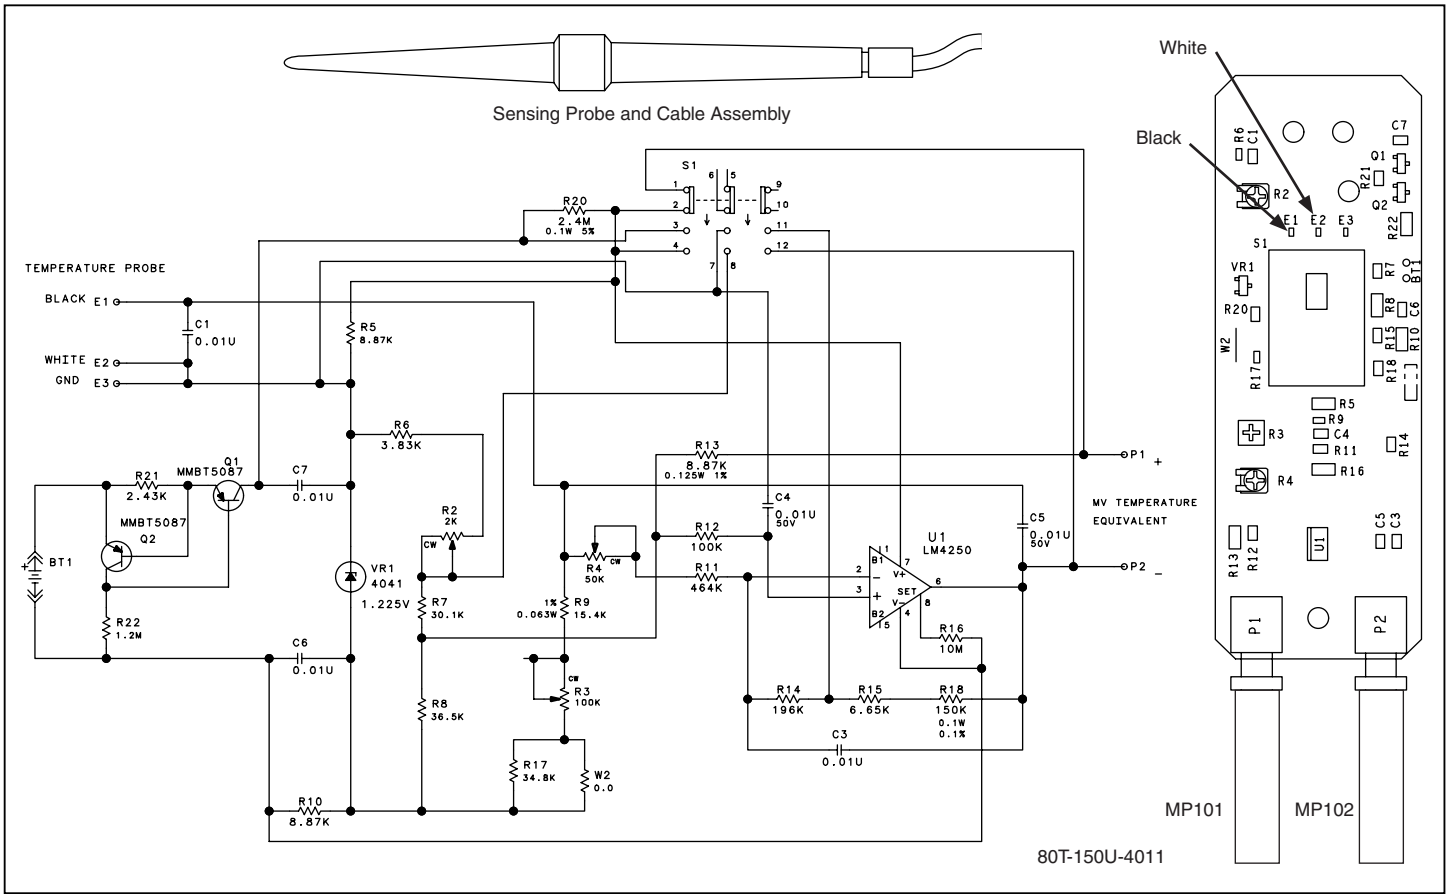 Sensing Probe and Cable Assembly
White
Black
TEMPERATURE PROBE
BLACK E1
WHITE E2
GND E3
C1
0.01U
R20
2.4M
0.1W 5%
S1
1
2
3
4
6
5
7
8
9
10
11
12
R5
8.87K
R6
3.83K
R21
2.43K
Q1
MMBT5087
C7
0.01U
MMBT5087
Q2
BT1
+
R22
1.2M
C6
0.01U
VR1
4041
1.225V
R2
2K
CW
R7
30.1K
R8
36.5K
R10
8.87K
R13
8.87K
0.125W 1%
R12
100K
R11
464K
R4
50K
CW
1%
0.063W
R9
15.4K
CW
R3
100K
R17
34.8K
W2
0.0
C4
0.01U
50V
C5
0.01U
50V
U1
LM4250
1
B1
7
V+
2
-
3
+
SET
6
V-
8
B2
4
5
R16
10M
R14
196K
R15
6.65K
R18
150K
0.1W
0.1%
C3
0.01U
P1 +
MV TEMPERATURE
EQUIVALENT
P2 -
R6
C1
C7
Q1
R21
Q2
R2
E1 E2 E3
R22
S1
VR1
R7
BT1
R20
R8
C6
W2
R15
R10
R17
R18
R5
R9
C4
R3
R11
R14
R16
R4
R13
R12
U1
C5
C3
P1
P2
MP101
MP102
80T-150U-4011